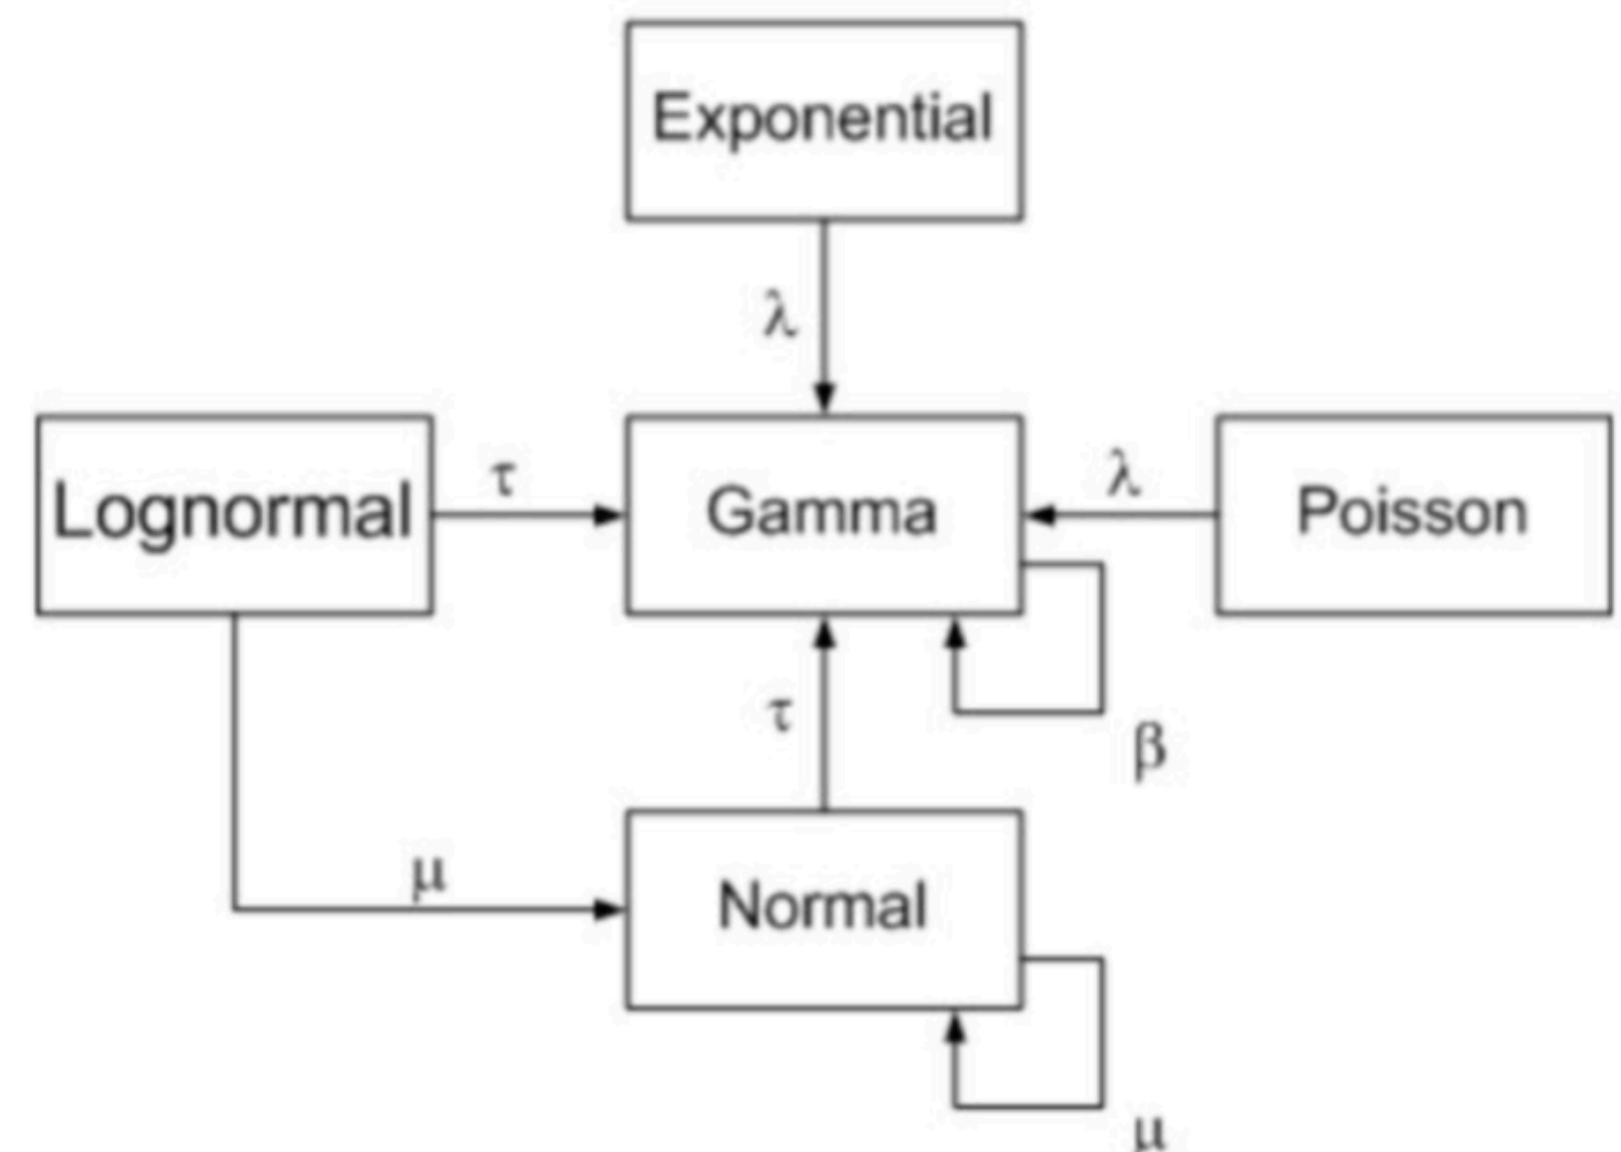 Exponential
λ
Lognormal
τ
Gamma
λ
Poisson
τ
β
μ
Normal
μ